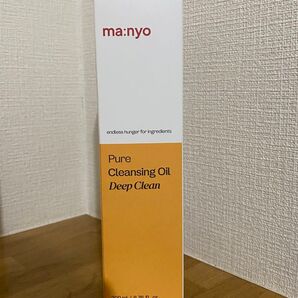 ma:nyo
endless hunger for ingredients
Pure
Cleansing Oil
Deep Clean